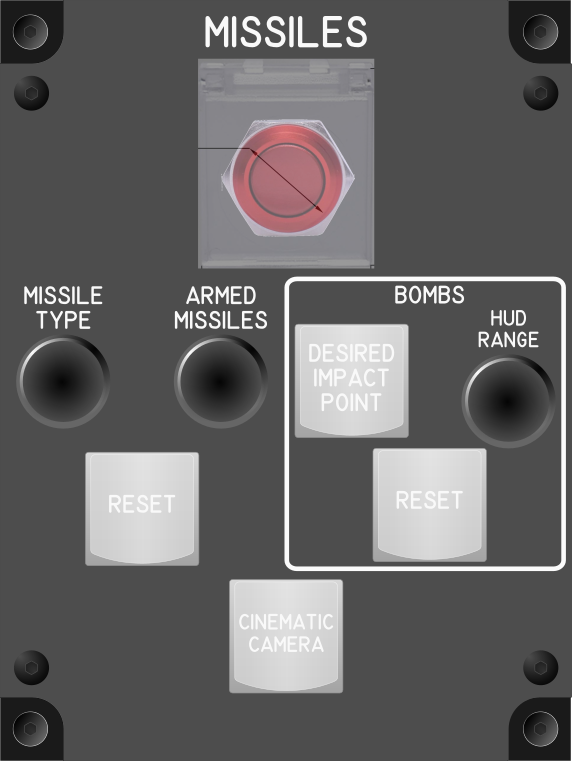 MISSILES
MISSILE
TYPE
ARMED
MISSILES
BOMBS
HUD
RANGE
DESIRED
IMPACT
POINT
RESET
RESET
CINEMATIC
CAMERA